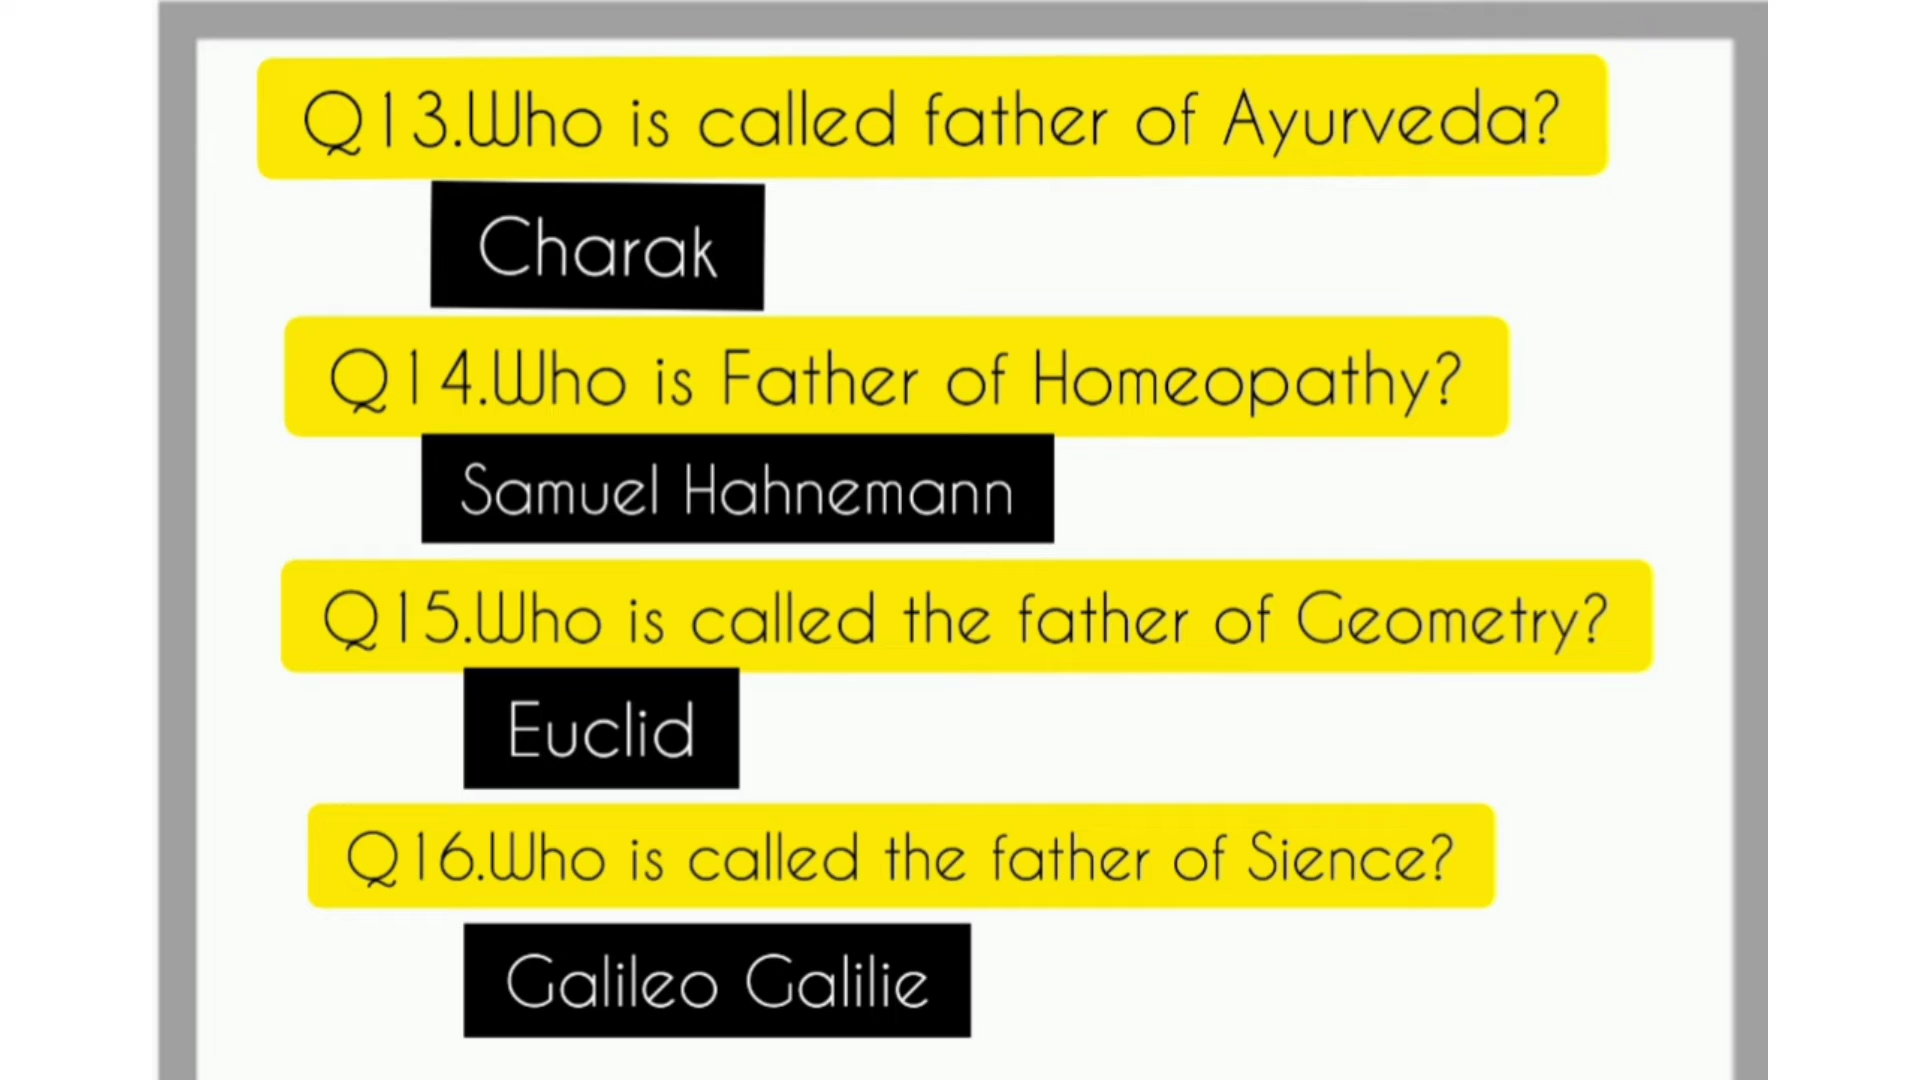 Q13.Who is called father of Ayurveda?
Charak
Q14.Who is Father of Homeopathy?
Samuel Hahnemann
Q15.Who is called the father of Geometry?
Euclid
Q16.Who is called the father of Sience?
Galileo Galilie